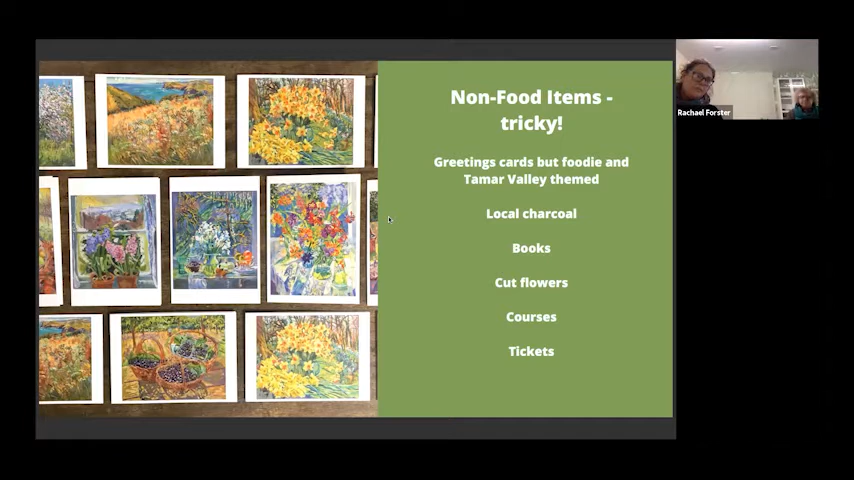 Non-Food Items -
tricky!
Greetings cards but foodie and
Tamar Valley themed
Local charcoal
Books
Cut flowers
Courses
Tickets
Rachael Forster